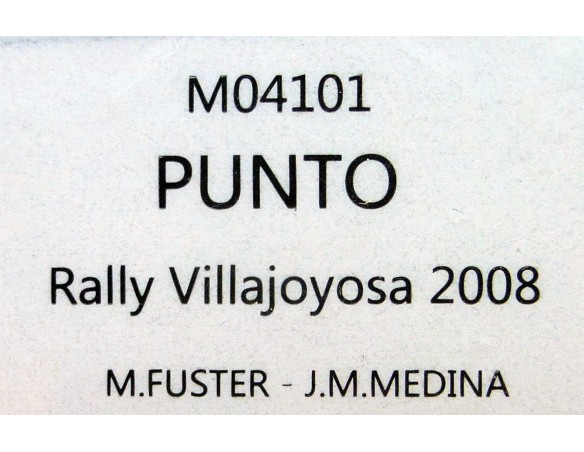 M04101
PUNTO
Rally Villajoyosa 2008
M.FUSTER - J.M.MEDINA